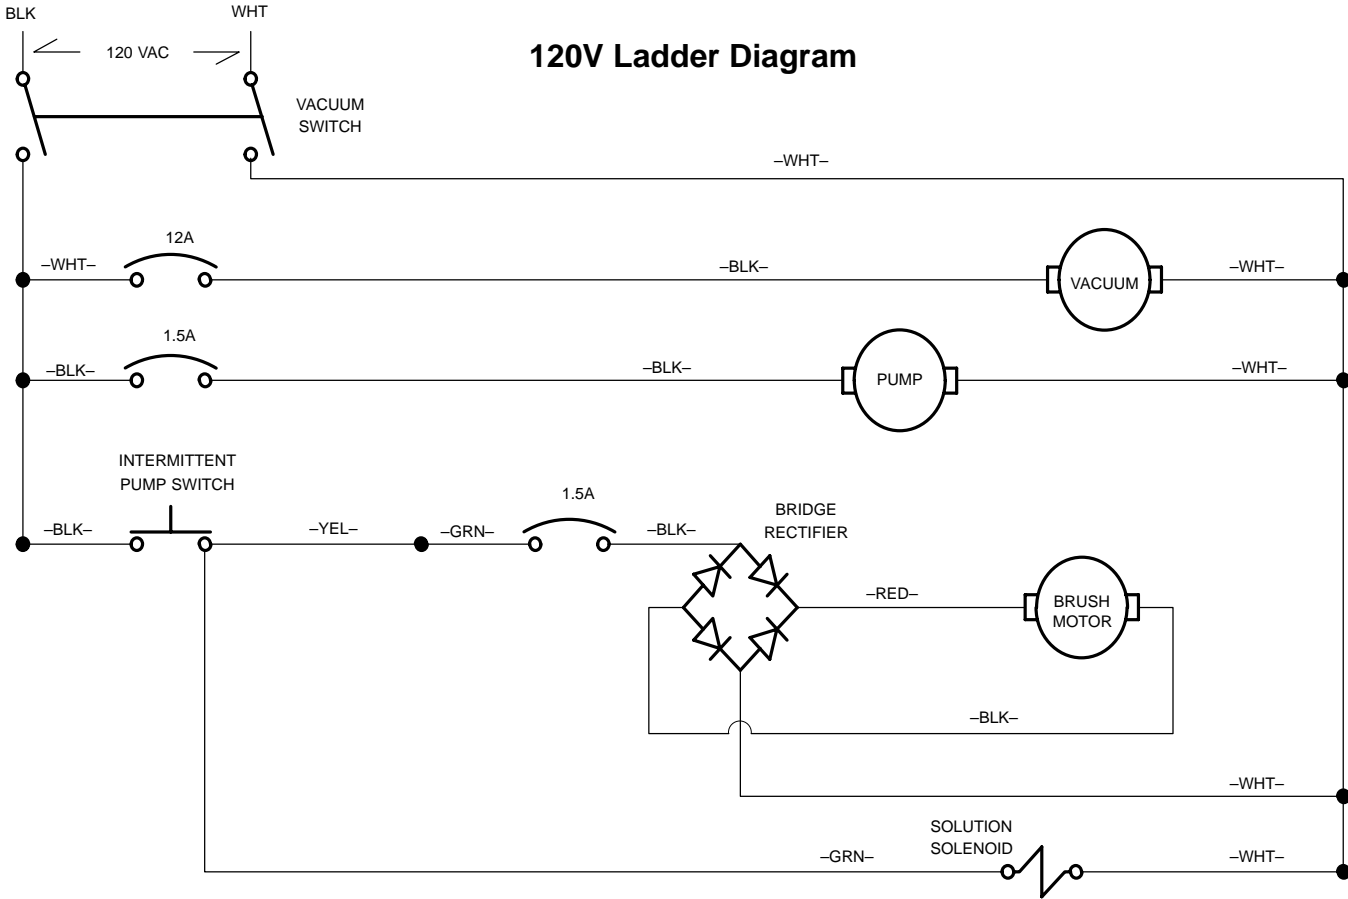 BLK
WHT
120 VAC
120V Ladder Diagram
VACUUM
SWITCH
–WHT–
12A
–WHT–
–BLK–
VACUUM
–WHT–
1.5A
–BLK–
–BLK–
PUMP
–WHT–
INTERMITTENT
PUMP SWITCH
–BLK–
–YEL–
–GRN–
1.5A
–BLK–
BRIDGE
RECTIFIER
–RED–
BRUSH
MOTOR
–BLK–
–WHT–
SOLUTION
SOLENOID
–GRN–
–WHT–